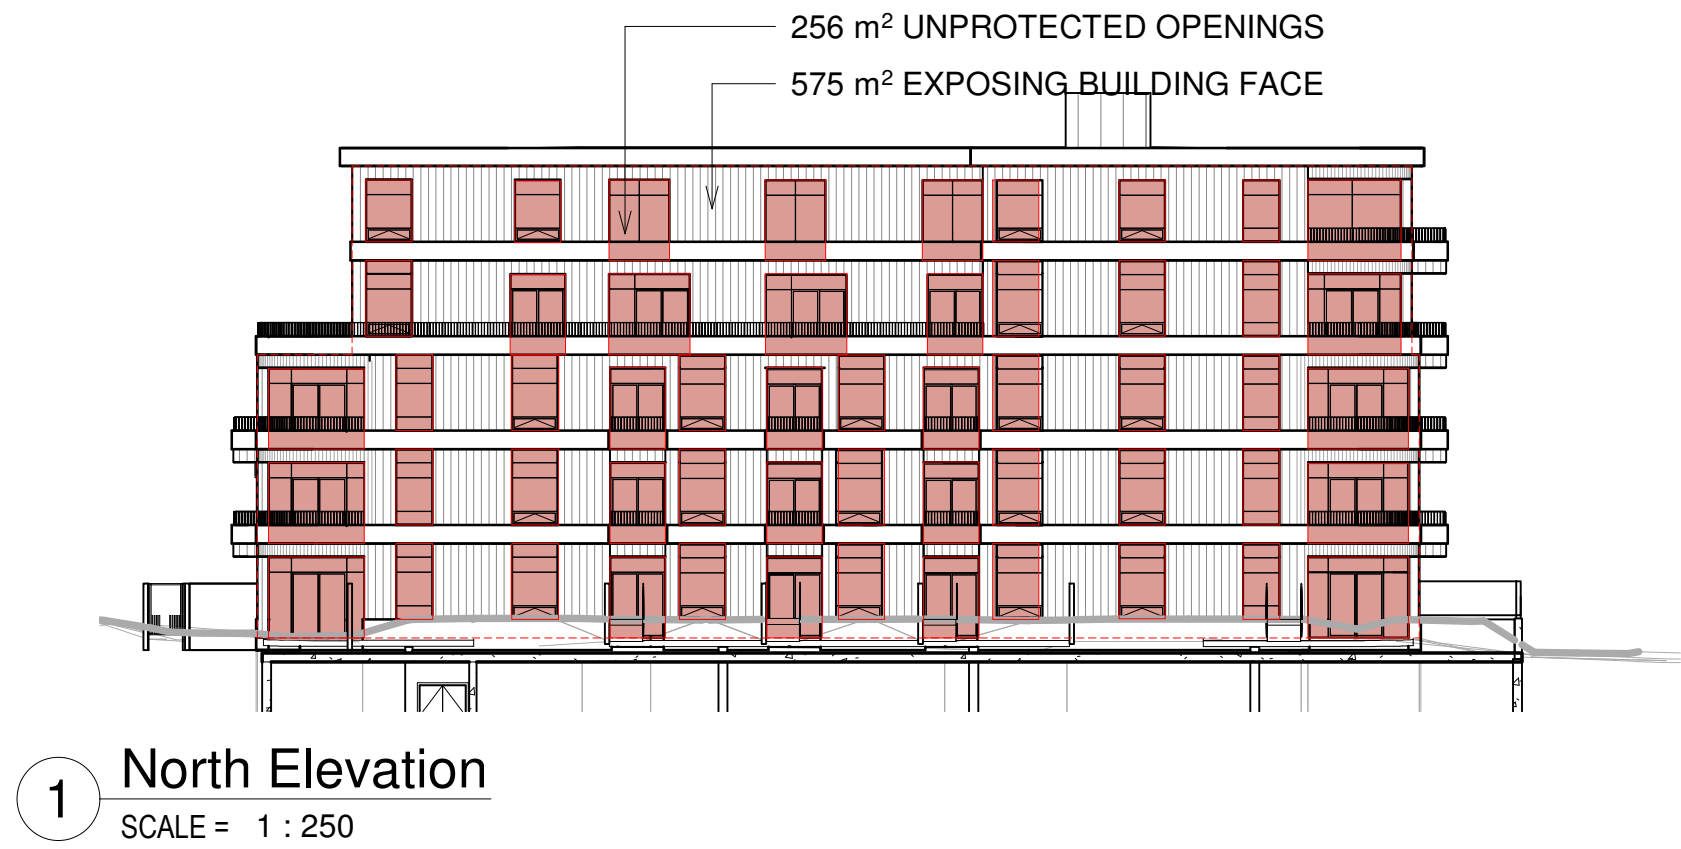 256 m² UNPROTECTED OPENINGS
575 m² EXPOSING BUILDING FACE
1
North Elevation
SCALE = 1 : 250